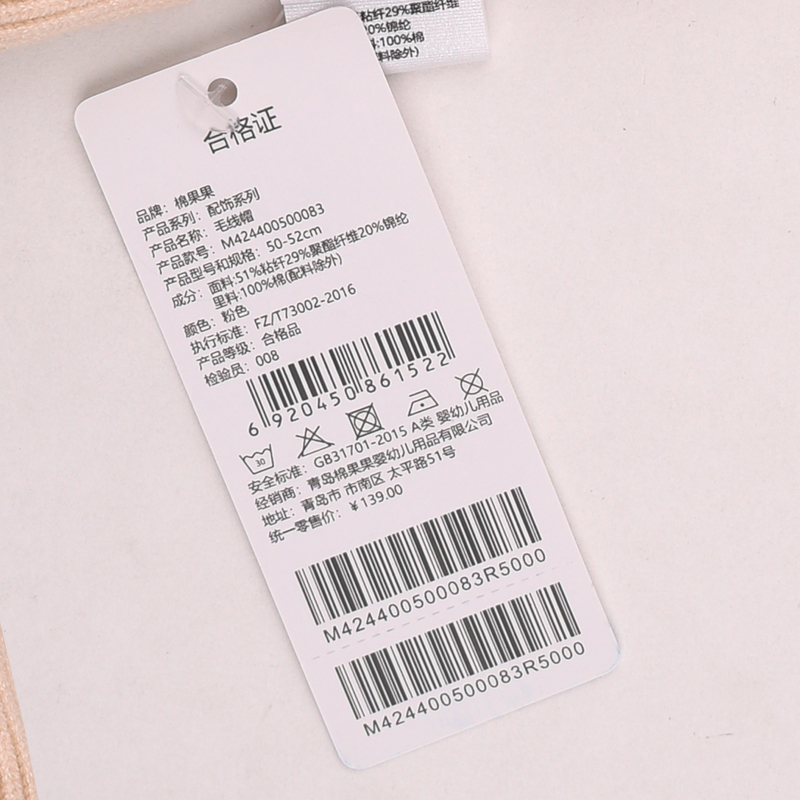 粘纤29%聚酯纤维
20%锦纶
:100%棉
料除外)
合格证
品牌：棉果果
产品系列：配饰系列
产品名称：毛线帽
产品款号：M424400500083
产品型号和规格：50-52cm
成分：面料:51%粘纤29%聚酯纤维20%锦纶
里料:100%棉(配料除外)
颜色：粉色
执行标准：FZ/T73002-2016
产品等级：合格品
检验员：008
6 920450 861522
30
安全标准：GB31701-2015 A类 婴幼儿用品
经销商：青岛棉果果婴幼儿用品有限公司
地址：青岛市 市南区 太平路51号
统一零售价：￥139.00
M424400500083R5000
M424400500083R5000